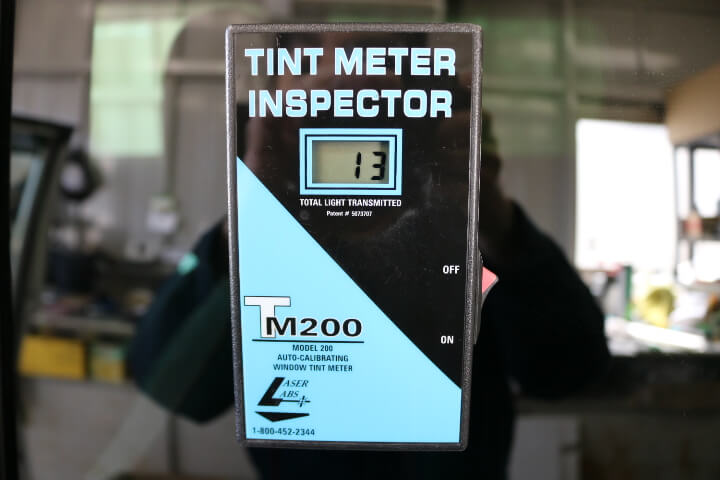 TINT METER
INSPECTOR
13
TOTAL LIGHT TRANSMITTED
Patent # 5073707
OFF
ON
TM200
MODEL 200
AUTO-CALIBRATING
WINDOW TINT METER
LASER
LABS
1-800-452-2344